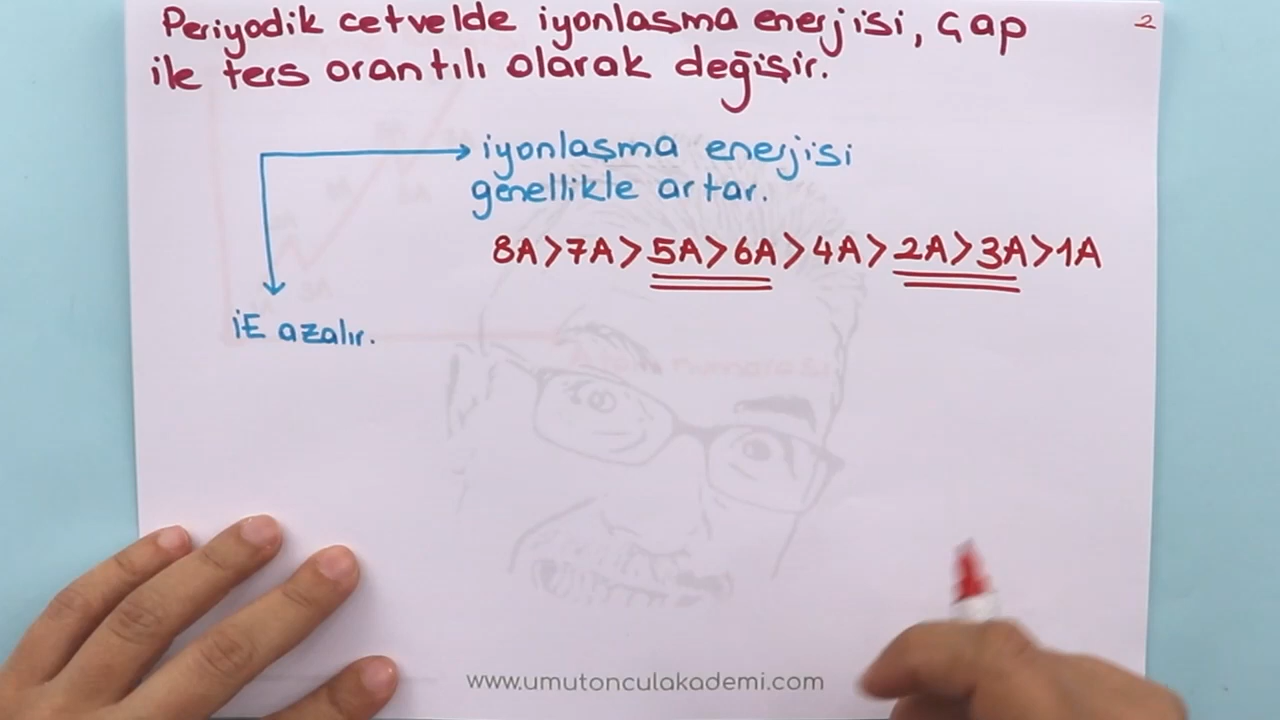 Periyodik cetvelde iyonlaşma enerjisi, çap
ile ters orantılı olarak değişir.
2
iyonlaşma enerjisi
genellikle artar.
8A>7A>5A>6A>4A>2A>3A>1A
İE azalır.
www.umutonculakademi.com